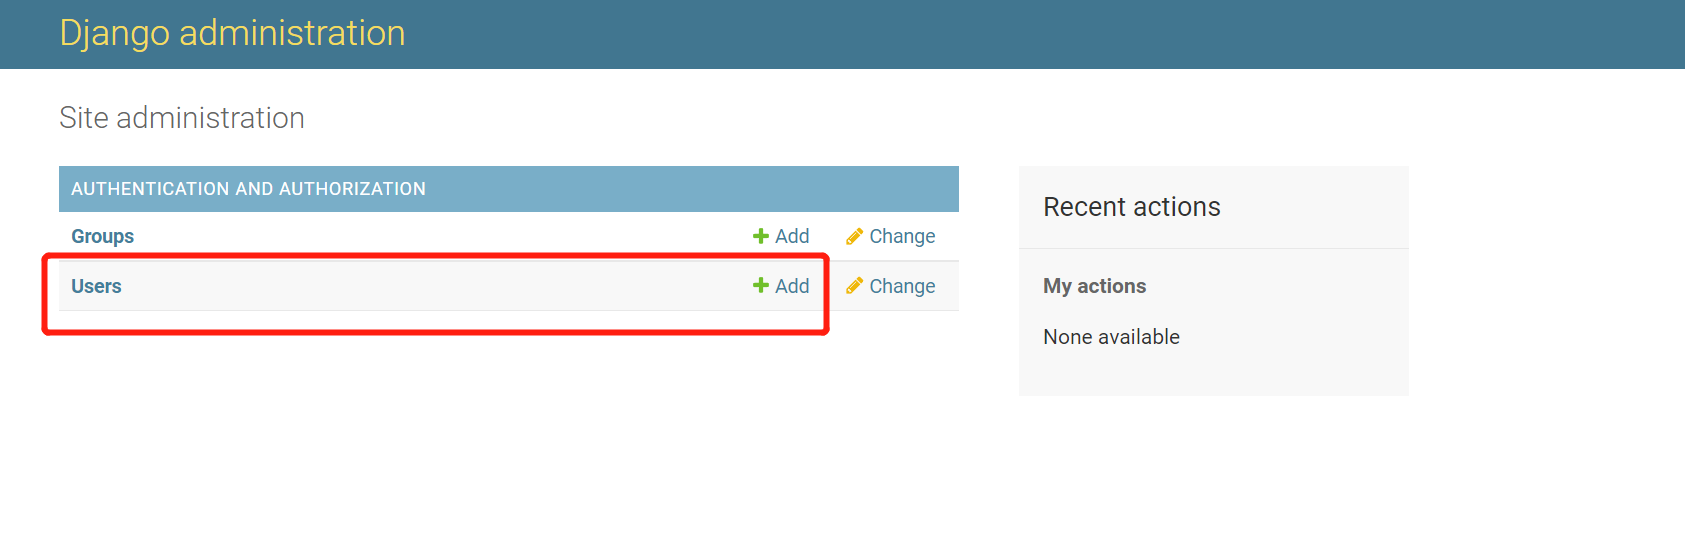 Django administration
Site administration
AUTHENTICATION AND AUTHORIZATION
Groups Add Change
Users Add Change
Recent actions
My actions
None available